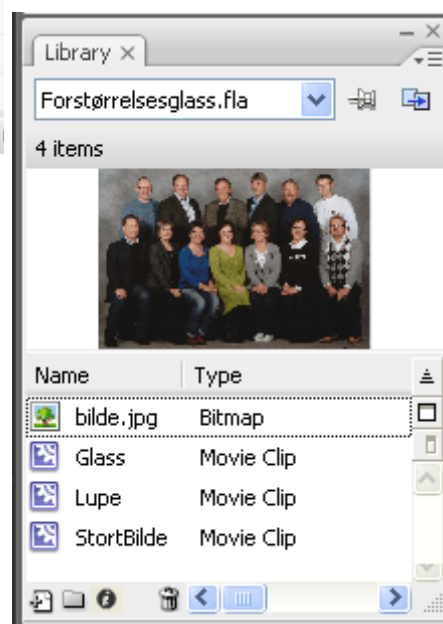 Library
Forstørrelsesglass.fla
4 items
Name Type
bilde.jpg Bitmap
Glass Movie Clip
Lupe Movie Clip
StortBilde Movie Clip